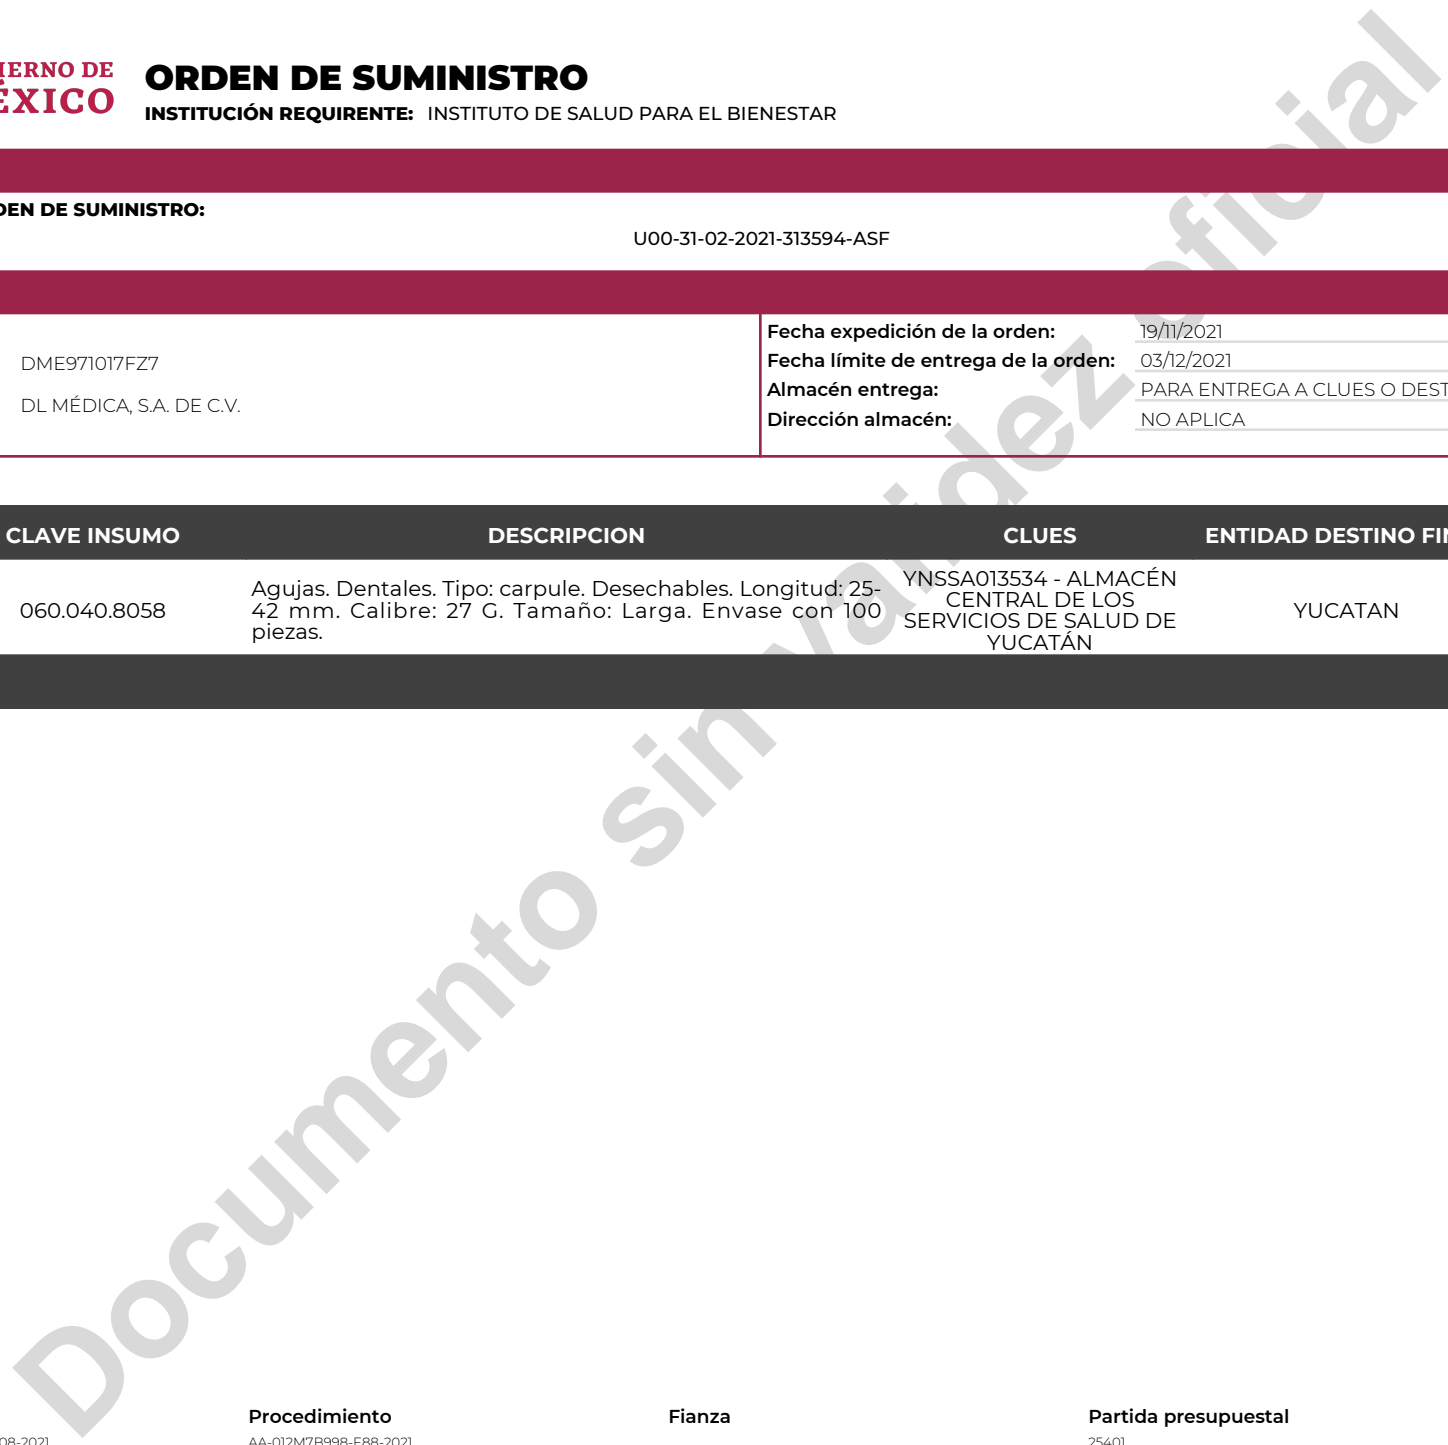 IERNO DE
ÉXICO
ORDEN DE SUMINISTRO
INSTITUCIÓN REQUIRENTE: INSTITUTO DE SALUD PARA EL BIENESTAR
DEN DE SUMINISTRO:
U00-31-02-2021-313594-ASF
DME971017FZ7
DL MÉDICA, S.A. DE C.V.
Fecha expedición de la orden: 19/11/2021
Fecha límite de entrega de la orden: 03/12/2021
Almacén entrega: PARA ENTREGA A CLUES O DEST
Dirección almacén: NO APLICA
CLAVE INSUMO DESCRIPCION CLUES ENTIDAD DESTINO FIN
060.040.8058
Agujas. Dentales. Tipo: carpule. Desechables. Longitud: 25-
42 mm. Calibre: 27 G. Tamaño: Larga. Envase con 100
piezas.
YNSSA013534 - ALMACÉN
CENTRAL DE LOS
SERVICIOS DE SALUD DE
YUCATÁN
YUCATAN
Documento sin validez oficial
Procedimiento Fianza Partida presupuestal
08-2021 AA-012M7B998-E88-2021 25401